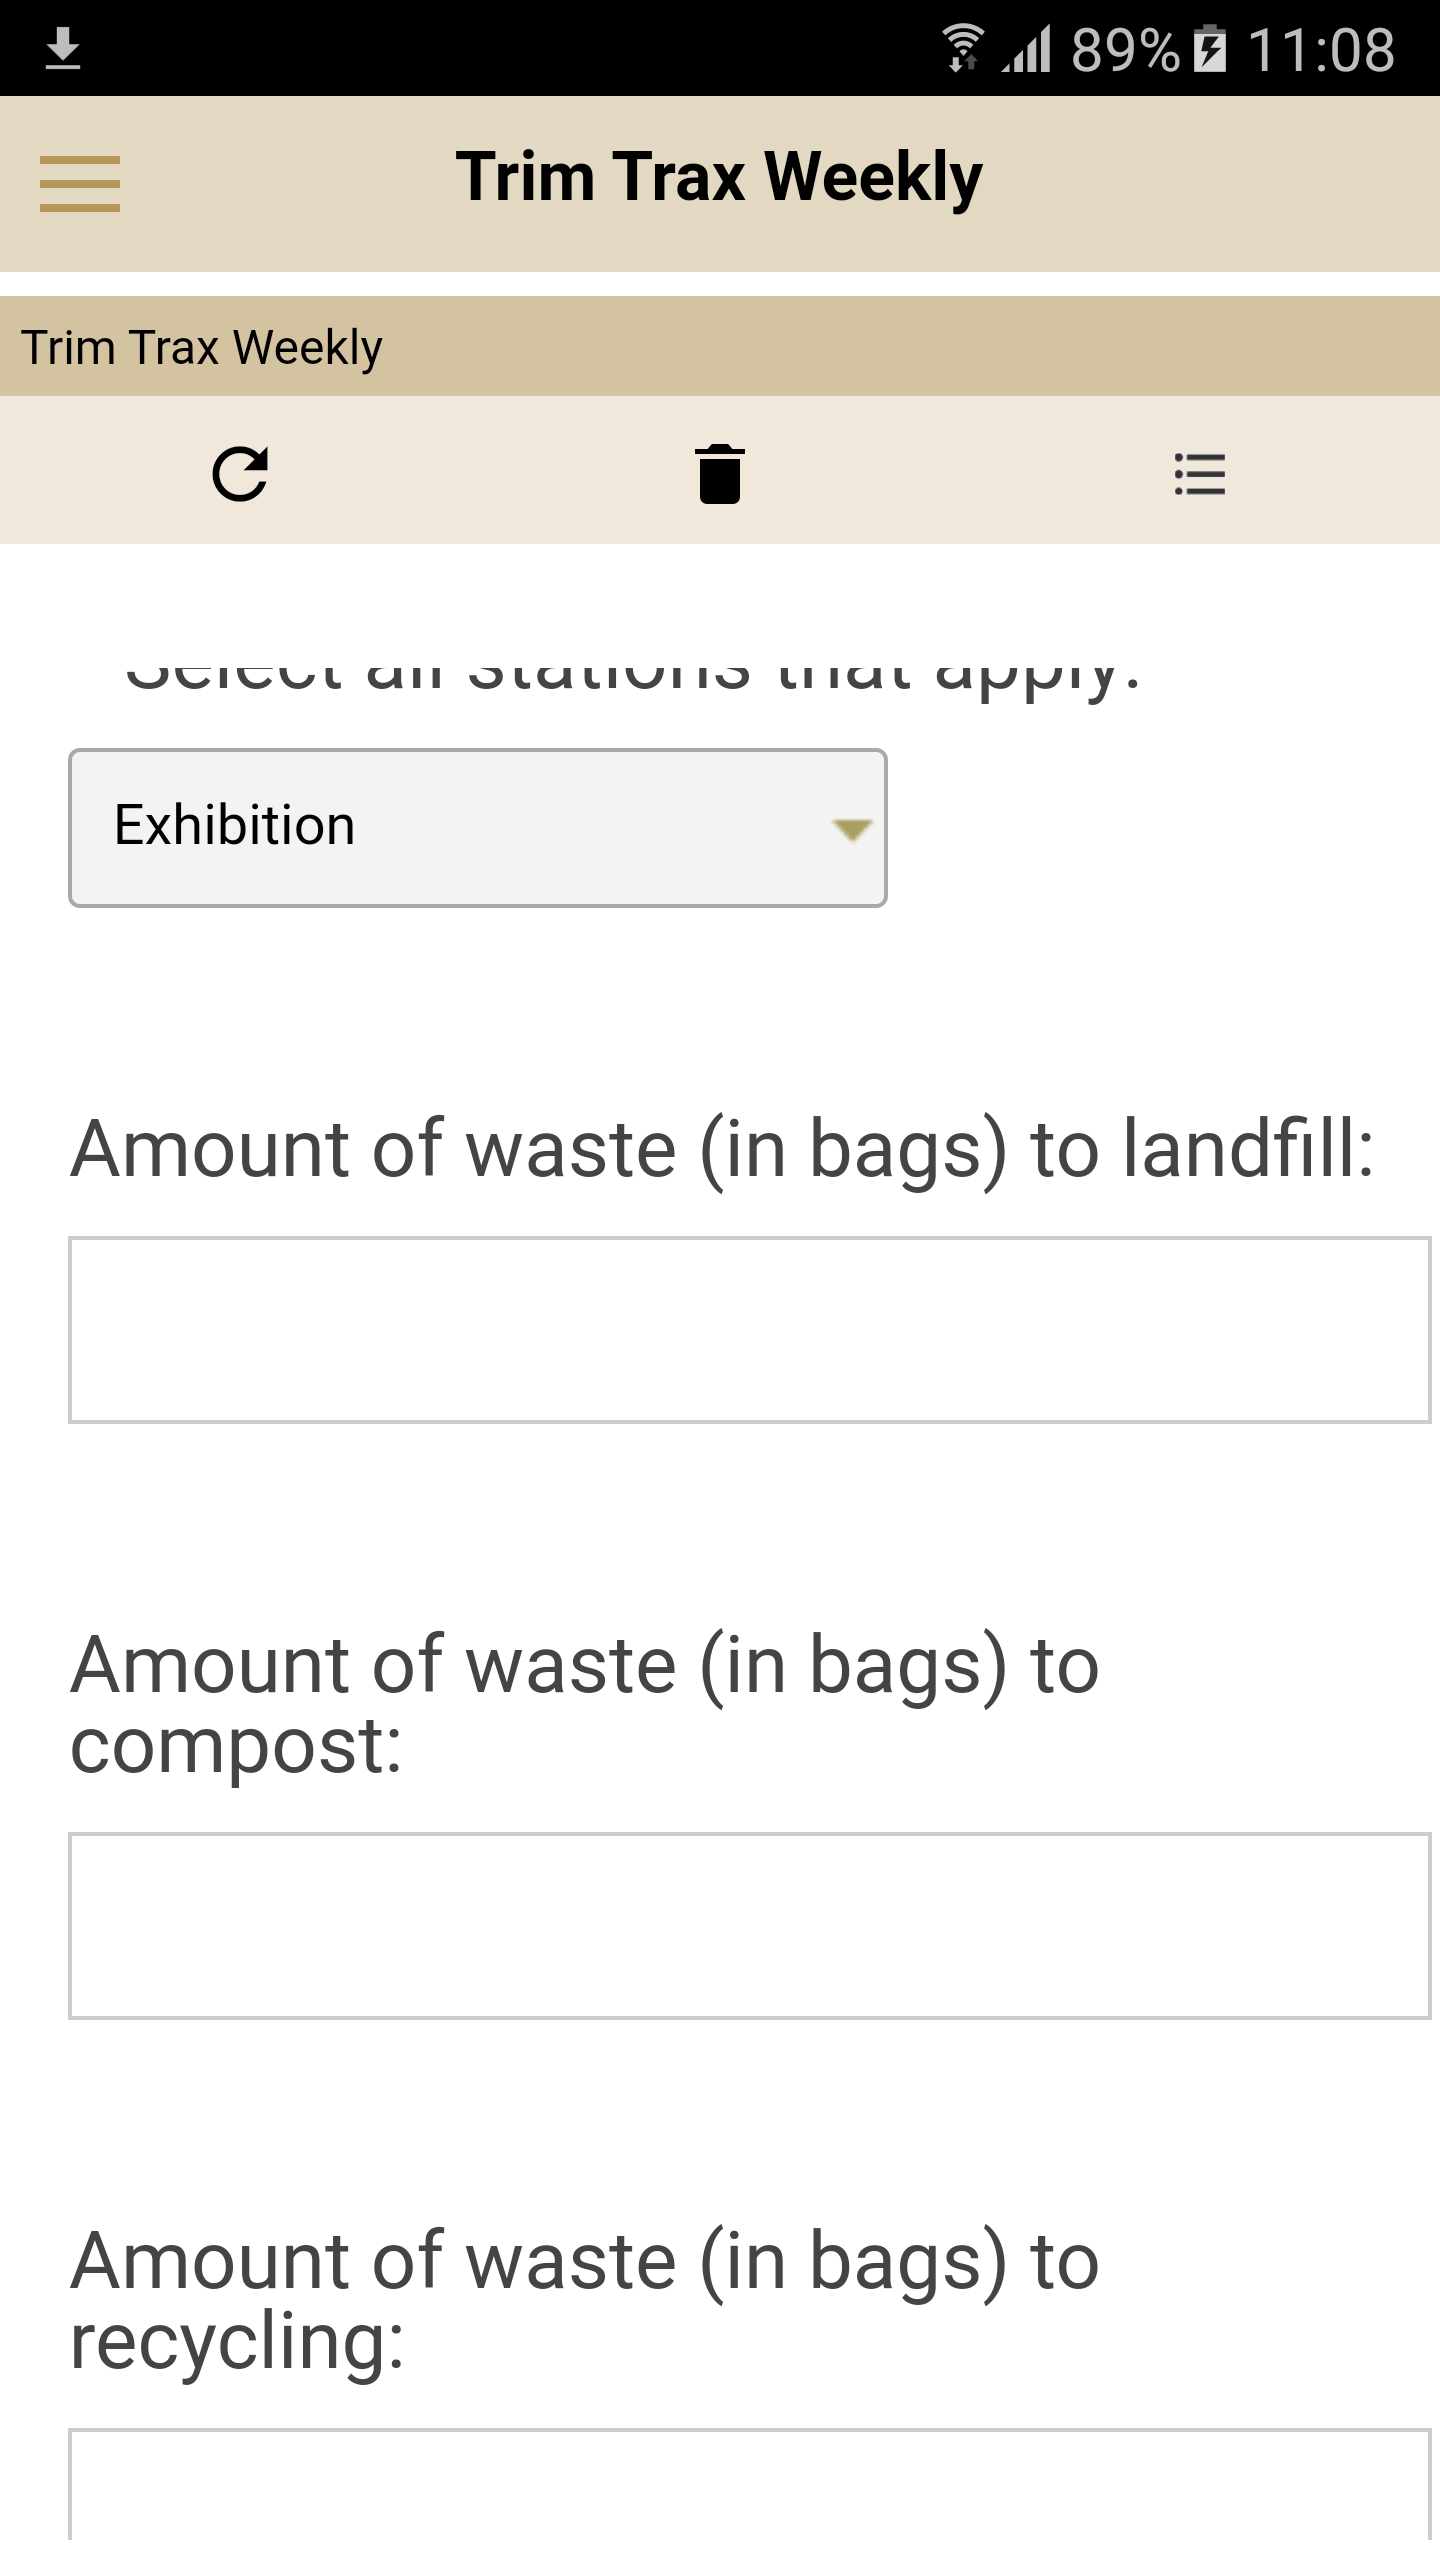 89% 11:08
Trim Trax Weekly
Trim Trax Weekly
Select all stations that apply:
Exhibition
Amount of waste (in bags) to landfill:
Amount of waste (in bags) to
compost:
Amount of waste (in bags) to
recycling: